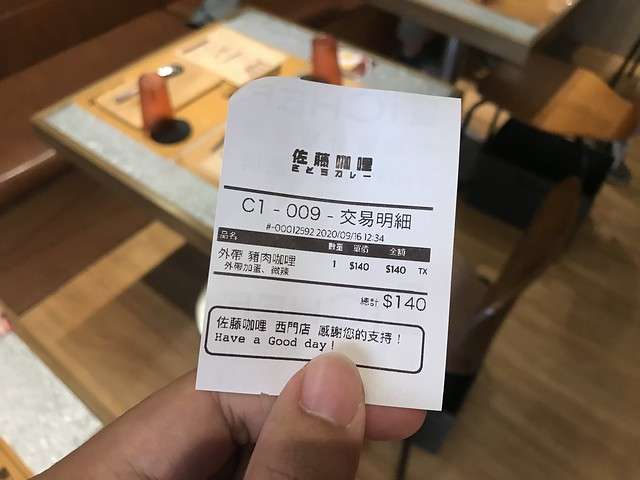 佐藤咖哩
さとうカレー
C1 - 009 - 交易明細
#-00012592 2020/09/16 12:34
品名 數量 單價 金額
外帶 豬肉咖哩 1 $140 $140 TX
外帶加蛋、微辣
總計 $140
佐藤咖哩 西門店 感謝您的支持！
Have a Good day！